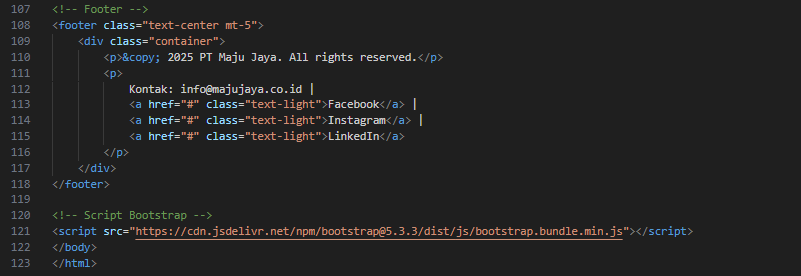 107 <!-- Footer -->
108 <footer class="text-center mt-5">
109     <div class="container">
110         <p>&copy; 2025 PT Maju Jaya. All rights reserved.</p>
111         <p>
112             Kontak: info@majujaya.co.id |
113             <a href="#" class="text-light">Facebook</a> |
114             <a href="#" class="text-light">Instagram</a> |
115             <a href="#" class="text-light">LinkedIn</a>
116         </p>
117     </div>
118 </footer>
119
120 <!-- Script Bootstrap -->
121 <script src="https://cdn.jsdelivr.net/npm/bootstrap@5.3.3/dist/js/bootstrap.bundle.min.js"></script>
122 </body>
123 </html>